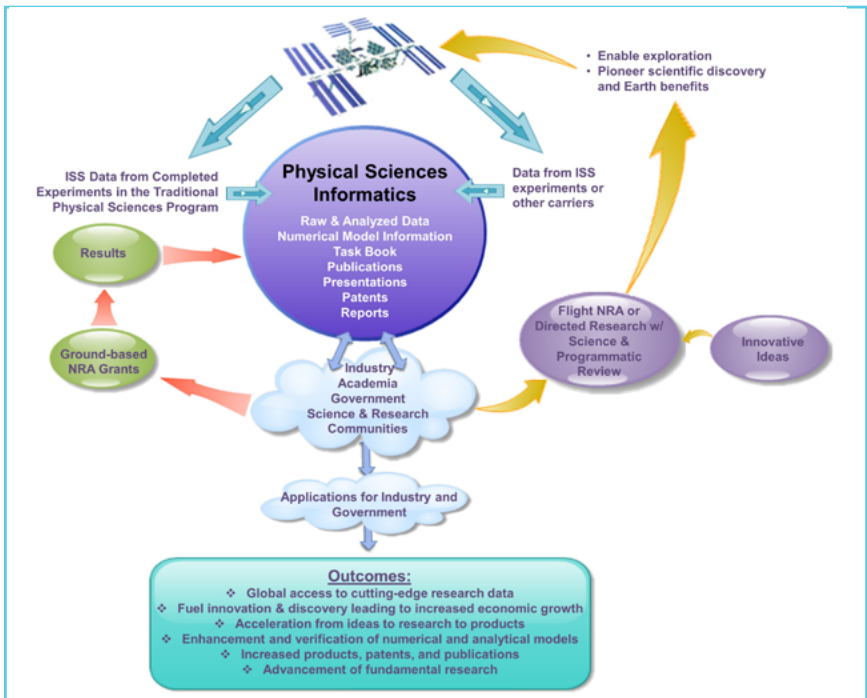 • Enable exploration
• Pioneer scientific discovery
and Earth benefits
ISS Data from Completed
Experiments in the Traditional
Physical Sciences Program
Physical Sciences
Informatics
Raw & Analyzed Data
Numerical Model Information
Task Book
Publications
Presentations
Patents
Reports
Data from ISS
experiments or
other carriers
Results
Ground-based
NRA Grants
Flight NRA or
Directed Research w/
Science &
Programmatic
Review
Innovative
Ideas
Industry
Academia
Government
Science & Research
Communities
Applications for Industry and
Government
Outcomes:
❖ Global access to cutting-edge research data
❖ Fuel innovation & discovery leading to increased economic growth
❖ Acceleration from ideas to research to products
❖ Enhancement and verification of numerical and analytical models
❖ Increased products, patents, and publications
❖ Advancement of fundamental research